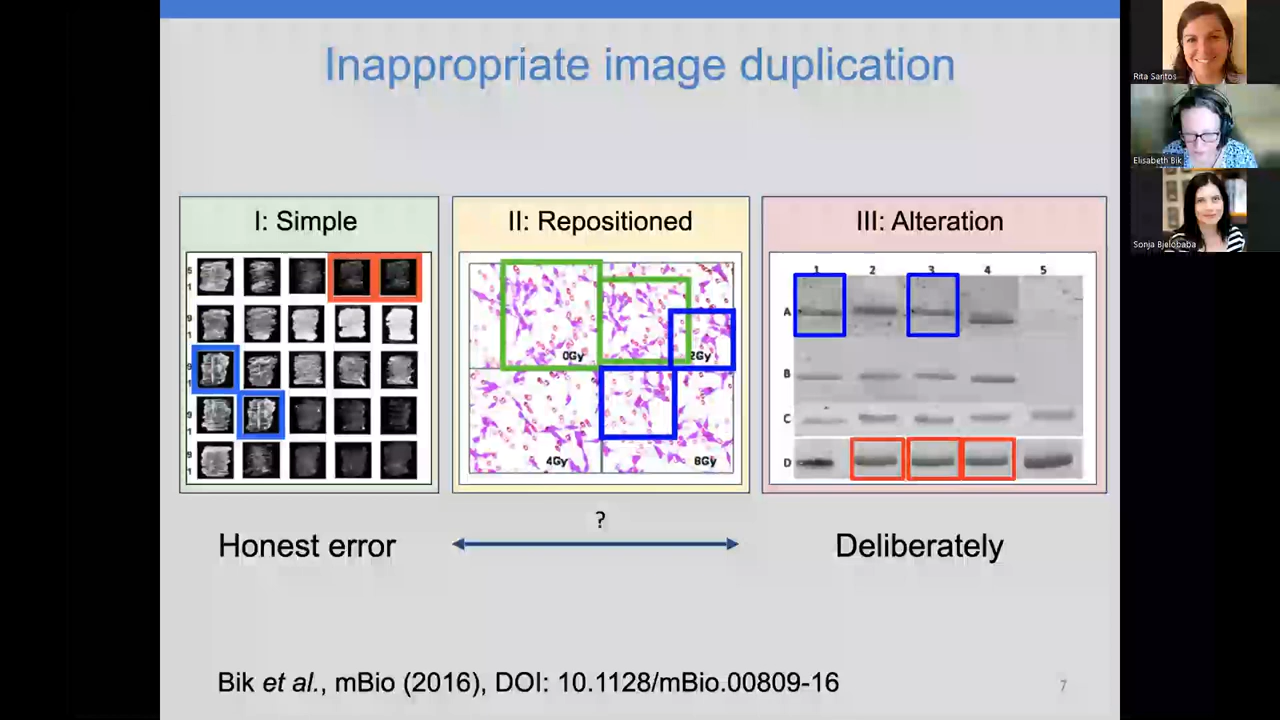 Inappropriate image duplication
I: Simple
II: Repositioned
III: Alteration
0Gy
2Gy
4Gy
1 2 3 4 5
A
B
C
D
?
Honest error
Deliberately
Bik et al., mBio (2016), DOI: 10.1128/mBio.00809-16
7
Rita Santos
Elisabeth Bik
Sonja Bjelobaba